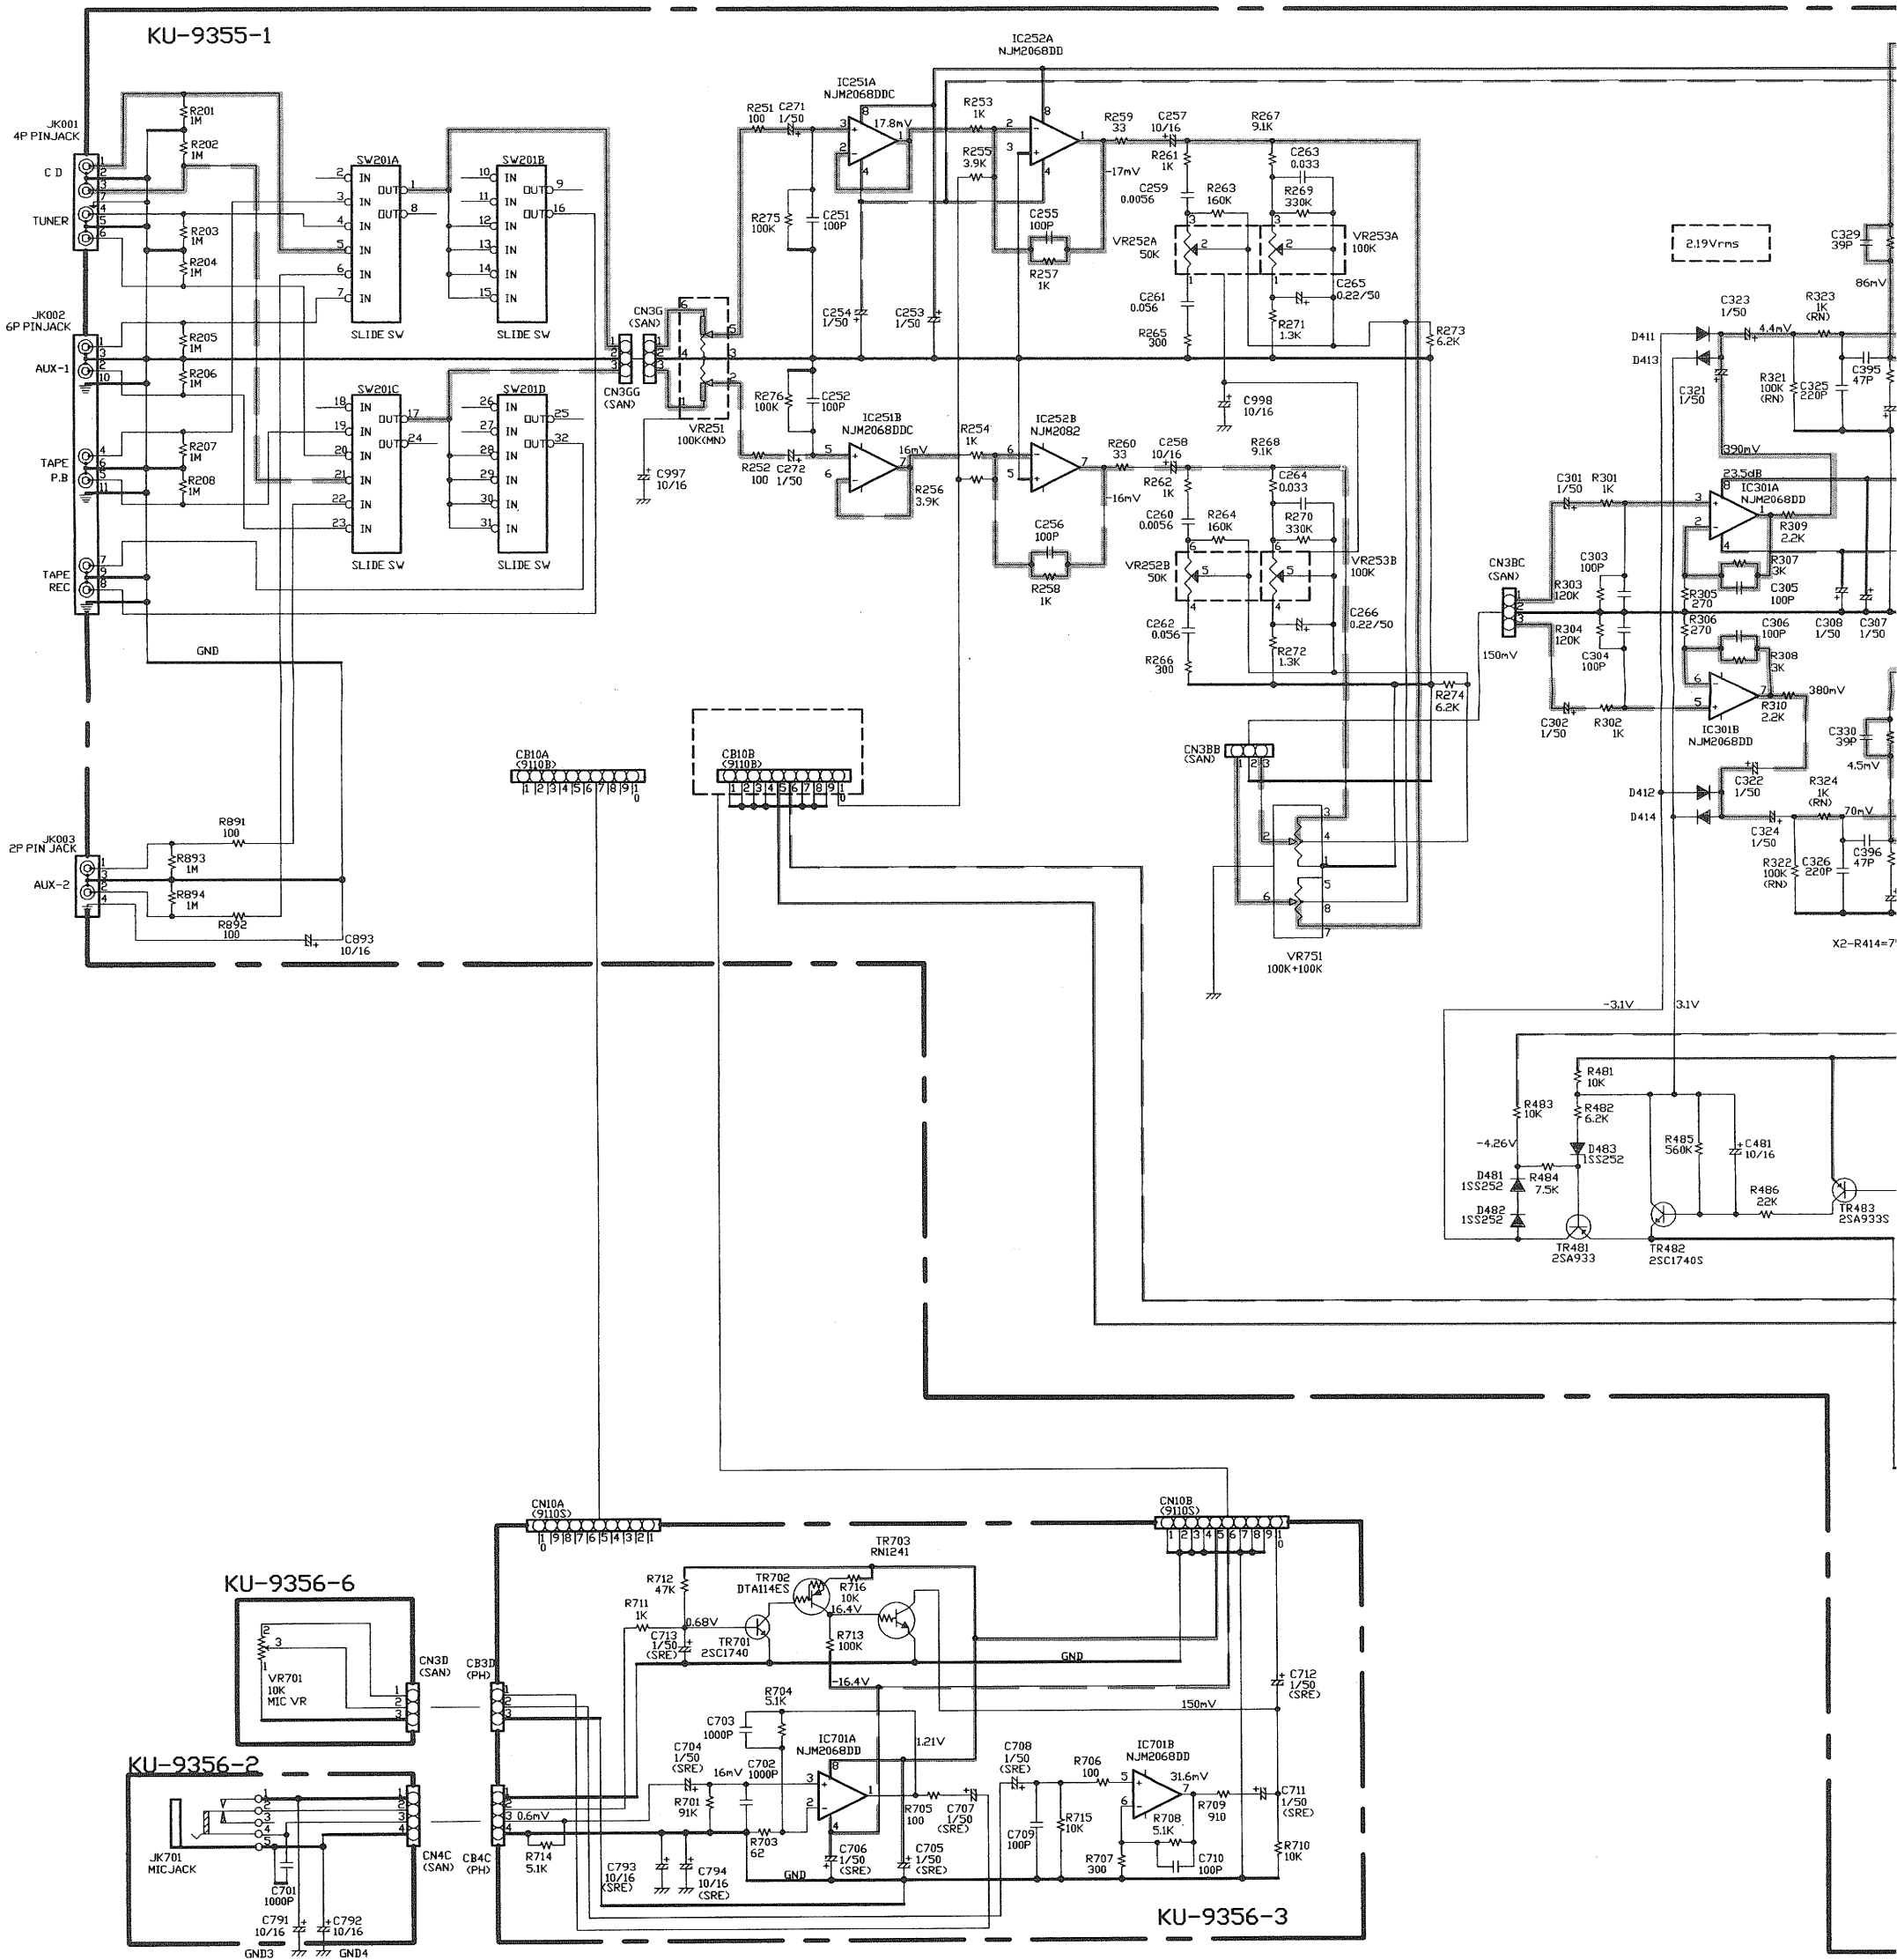 KU-9355-1
JK001
4P PINJACK
C D
TUNER
R201
1M
R202
1M
R203
1M
R204
1M
SW201A
IN
OUT
SLIDE SW
SW201B
IN
OUT
SLIDE SW
JK002
6P PINJACK
AUX-1
R205
1M
R206
1M
TAPE
P.B
R207
1M
R208
1M
TAPE
REC
SW201C
IN
OUT
SLIDE SW
SW201D
IN
OUT
SLIDE SW
GND
JK003
2P PIN JACK
AUX-2
R891
100
R893
1M
R894
1M
R892
100
C893
10/16
CN3G
(SAN)
CN3GG
(SAN)
VR251
100K(MN)
C997
10/16
R251
100
C271
1/50
IC251A
NJM2068DDC
17.8mV
R275
100K
C251
100P
C254
1/50
C253
1/50
R276
100K
C252
100P
R252
100
C272
1/50
IC251B
NJM2068DDC
16mV
IC252A
NJM2068DD
R253
1K
R255
3.9K
C255
100P
R257
1K
-17mV
R254
1K
R256
3.9K
IC252B
NJM2082
C256
100P
R258
1K
-16mV
R259
33
C257
10/16
R267
9.1K
R261
1K
C259
0.0056
R263
160K
C263
0.033
R269
330K
VR252A
50K
VR253A
100K
C261
0.056
R265
300
C265
0.22/50
R271
1.3K
R273
6.2K
C998
10/16
R260
33
C258
10/16
R268
9.1K
R262
1K
C260
0.0056
R264
160K
C264
0.033
R270
330K
VR252B
50K
VR253B
100K
C262
0.056
R266
300
C266
0.22/50
R272
1.3K
R274
6.2K
CN3BB
(SAN)
VR751
100K+100K
CB10A
(9110B)
CB10B
(9110B)
2.19Vrms
C329
39P
86mV
C323
1/50
R323
1K
(RN)
4.4mV
D411
D413
C321
1/50
R321
100K
(RN)
C325
220P
C395
47P
390mV
23.5dB
IC301A
NJM2068DD
C301
1/50
R301
1K
R309
2.2K
R307
3K
C305
100P
CN3BC
(SAN)
150mV
C303
100P
R303
120K
R304
120K
C304
100P
R305
270
R306
270
C306
100P
R308
3K
C308
1/50
C307
1/50
C302
1/50
R302
1K
IC301B
NJM2068DD
R310
2.2K
380mV
C330
39P
4.5mV
C322
1/50
R324
1K
(RN)
70mV
D412
D414
C324
1/50
R322
100K
(RN)
C326
220P
C396
47P
X2-R414=7
-3.1V
3.1V
R481
10K
R483
10K
R482
6.2K
-4.26V
D483
1SS252
R485
560K
C481
10/16
D481
1SS252
R484
7.5K
D482
1SS252
R486
22K
TR483
2SA933S
TR481
2SA933
TR482
2SC1740S
CN10A
(9110S)
CN10B
(9110S)
TR703
RN1241
TR702
DTA114ES
R716
10K
R712
47K
R711
1K
0.68V
16.4V
C713
1/50
(SRE)
TR701
2SC1740
R713
100K
GND
-16.4V
C712
1/50
(SRE)
150mV
R704
5.1K
C703
1000P
IC701A
NJM2068DD
1.21V
C704
1/50
(SRE)
16mV
C702
1000P
R701
91K
R703
62
R705
100
C707
1/50
(SRE)
C706
1/50
(SRE)
C705
1/50
(SRE)
C708
1/50
(SRE)
R706
100
IC701B
NJM2068DD
31.6mV
C709
100P
R715
10K
R708
5.1K
R709
910
C711
1/50
(SRE)
R707
300
C710
100P
R710
10K
GND
0.6mV
R714
5.1K
C793
10/16
(SRE)
C794
10/16
(SRE)
KU-9356-3
KU-9356-6
VR701
10K
MIC VR
CN3D
(SAN)
CB3D
(PH)
KU-9356-2
JK701
MICJACK
C701
1000P
C791
10/16
C792
10/16
GND3
GND4
CN4C
(SAN)
CB4C
(PH)